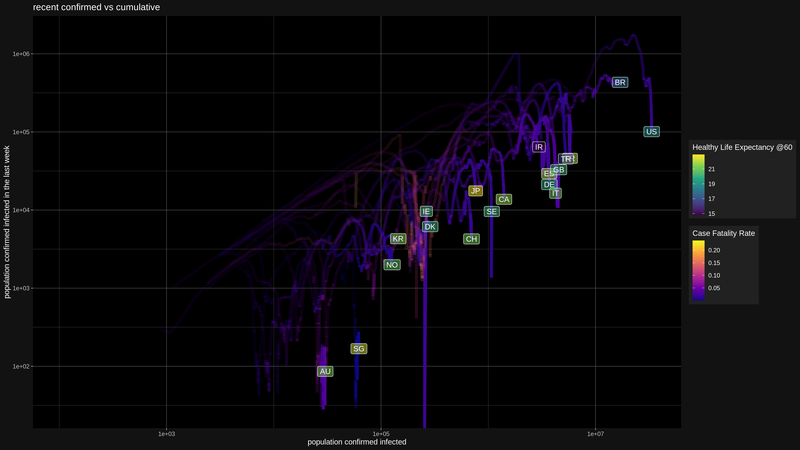 recent confirmed vs cumulative
1e+06
1e+05
1e+04
1e+03
1e+02
population confirmed infected in the last week
BR
US
IR
TR
GB
DE
IT
JP
CA
IE
SE
DK
KR
CH
NO
SG
AU
1e+03
1e+05
1e+07
population confirmed infected
Healthy Life Expectancy @60
21
19
17
15
Case Fatality Rate
0.20
0.15
0.10
0.05